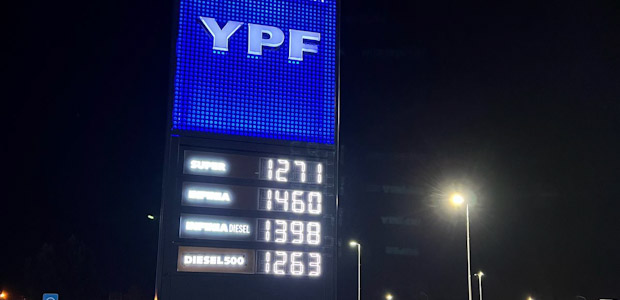 YPF
SUPER 1271
INFINIA 1460
INFINIA DIESEL 1398
DIESEL500 1263